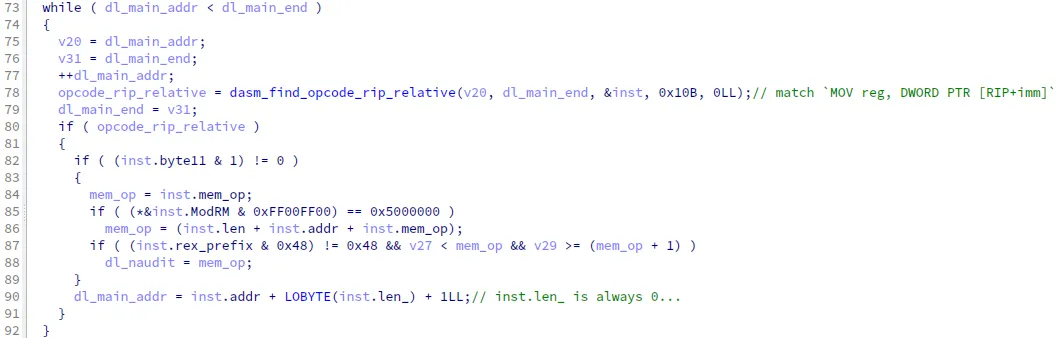 73 while ( dl_main_addr < dl_main_end )
74 {
75 v20 = dl_main_addr;
76 v31 = dl_main_end;
77 ++dl_main_addr;
78 opcode_rip_relative = dasm_find_opcode_rip_relative(v20, dl_main_end, &inst, 0x10B, 0LL);// match `MOV reg, DWORD PTR [RIP+imm]`
79 dl_main_end = v31;
80 if ( opcode_rip_relative )
81 {
82 if ( (inst.byte11 & 1) != 0 )
83 {
84 mem_op = inst.mem_op;
85 if ( (*&inst.ModRM & 0xFF00FF00) == 0x5000000 )
86 mem_op = (inst.len + inst.addr + inst.mem_op);
87 if ( (inst.rex_prefix & 0x48) != 0x48 && v27 < mem_op && v29 >= (mem_op + 1) )
88 dl_naudit = mem_op;
89 }
90 dl_main_addr = inst.addr + LOBYTE(inst.len_) + 1LL;// inst.len_ is always 0...
91 }
92 }